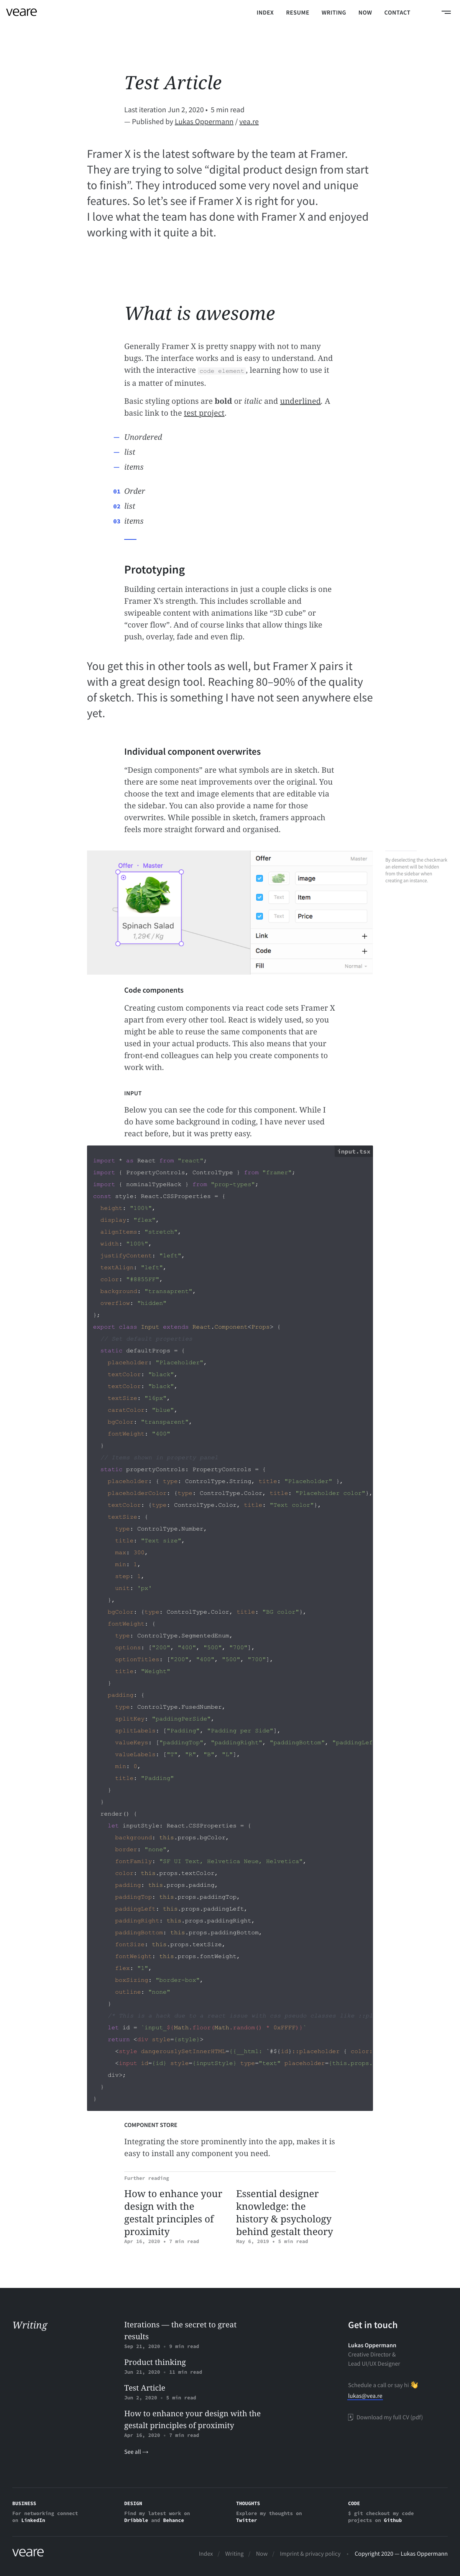 veare
INDEX RESUME WRITING NOW CONTACT
Test Article
Last iteration Jun 2, 2020 • 5 min read
— Published by Lukas Oppermann / vea.re
Framer X is the latest software by the team at Framer.
They are trying to solve “digital product design from start
to finish”. They introduced some very novel and unique
features. So let’s see if Framer X is right for you.
I love what the team has done with Framer X and enjoyed
working with it quite a bit.
What is awesome
Generally Framer X is pretty snappy with not to many
bugs. The interface works and is easy to understand. And
with the interactive code element, learning how to use it
is a matter of minutes.
Basic styling options are bold or italic and underlined. A
basic link to the test project.
— Unordered
— list
— items
01 Order
02 list
03 items
Prototyping
Building certain interactions in just a couple clicks is one
Framer X’s strength. This includes scrollable and
swipeable content with animations like “3D cube” or
“cover flow”. And of course links that allow things like
push, overlay, fade and even flip.
You get this in other tools as well, but Framer X pairs it
with a great design tool. Reaching 80–90% of the quality
of sketch. This is something I have not seen anywhere else
yet.
Individual component overwrites
“Design components” are what symbols are in sketch. But
there are some neat improvements over the original. You
choose the text and image elements that are editable via
the sidebar. You can also provide a name for those
overwrites. While possible in sketch, framers approach
feels more straight forward and organised.
Offer • Master
Spinach Salad
1,29€ / Kg
Offer Master
image
Text Item
Text Price
Link +
Code +
Fill Normal
By deselecting the checkmark
an element will be hidden
from the sidebar when
creating an instance.
Code components
Creating custom components via react code sets Framer X
apart from every other tool. React is widely used, so you
might be able to reuse the same components that are
used in your actual products. This also means that your
front-end colleagues can help you create components to
work with.
INPUT
Below you can see the code for this component. While I
do have some background in coding, I have never used
react before, but it was pretty easy.
input.tsx
import * as React from "react";
import { PropertyControls, ControlType } from "framer";
import { nominalTypeHack } from "prop-types";
const style: React.CSSProperties = {
height: "100%",
display: "flex",
alignItems: "stretch",
width: "100%",
justifyContent: "left",
textAlign: "left",
color: "#8855FF",
background: "transaprent",
overflow: "hidden"
};
export class Input extends React.Component<Props> {
// Set default properties
static defaultProps = {
placeholder: "Placeholder",
textColor: "black",
textColor: "black",
textSize: "16px",
caratColor: "blue",
bgColor: "transparent",
fontWeight: "400"
}
static propertyControls: PropertyControls = {
placeholder: { type: ControlType.String, title: "Placeholder" },
placeholderColor: {type: ControlType.Color, title: "Placeholder color"},
textColor: {type: ControlType.Color, title: "Text color"},
textSize: {
type: ControlType.Number,
title: "Text size",
max: 300,
min: 1,
step: 1,
unit: "px"
},
bgColor: {type: ControlType.Color, title: "BG color"},
fontWeight: {
type: ControlType.SegmentedEnum,
options: ["200", "400", "500", "700"],
optionTitles: ["200", "400", "500", "700"],
title: "Weight"
}
padding: {
type: ControlType.FusedNumber,
splitKey: "paddingPerSide",
splitLabels: ["Padding", "Padding per Side"],
valueKeys: ["paddingTop", "paddingRight", "paddingBottom", "paddingLef
valueLabels: ["T", "R", "B", "L"],
min: 0,
title: "Padding"
}
}
render() {
let inputStyle: React.CSSProperties = {
background: this.props.bgColor,
border: "none",
fontFamily: "SF UI Text, Helvetica Neue, Helvetica",
color: this.props.textColor,
padding: this.props.padding,
paddingTop: this.props.paddingTop,
paddingLeft: this.props.paddingLeft,
paddingRight: this.props.paddingRight,
paddingBottom: this.props.paddingBottom,
fontSize: this.props.textSize,
fontWeight: this.props.fontWeight,
flex: "1",
boxSizing: "border-box",
outline: "none"
}
let id = `input_${Math.floor(Math.random() * 0xFFFF)}`
return <div style={style}>
<style dangerouslySetInnerHTML={{__html: `#${id}::placeholder { color:
<input id={id} style={inputStyle} type="text" placeholder={this.props.
div>;
}
}
COMPONENT STORE
Integrating the store prominently into the app, makes it is
easy to install any component you need.
Further reading
How to enhance your
design with the
gestalt principles of
proximity
Apr 16, 2020 • 7 min read
Essential designer
knowledge: the
history & psychology
behind gestalt theory
May 6, 2019 • 5 min read
Writing
Iterations — the secret to great
results
Sep 21, 2020 • 9 min read
Product thinking
Jun 21, 2020 • 11 min read
Test Article
Jun 2, 2020 • 5 min read
How to enhance your design with the
gestalt principles of proximity
Apr 16, 2020 • 7 min read
See all →
Get in touch
Lukas Oppermann
Creative Director &
Lead UI/UX Designer
Schedule a call or say hi 👋
lukas@vea.re
Download my full CV (pdf)
BUSINESS
For networking connect
on LinkedIn
DESIGN
Find my latest work on
Dribbble and Behance
THOUGHTS
Explore my thoughts on
Twitter
CODE
$ git checkout my code
projects on Github
veare
Index / Writing / Now / Imprint & privacy policy • Copyright 2020 — Lukas Oppermann